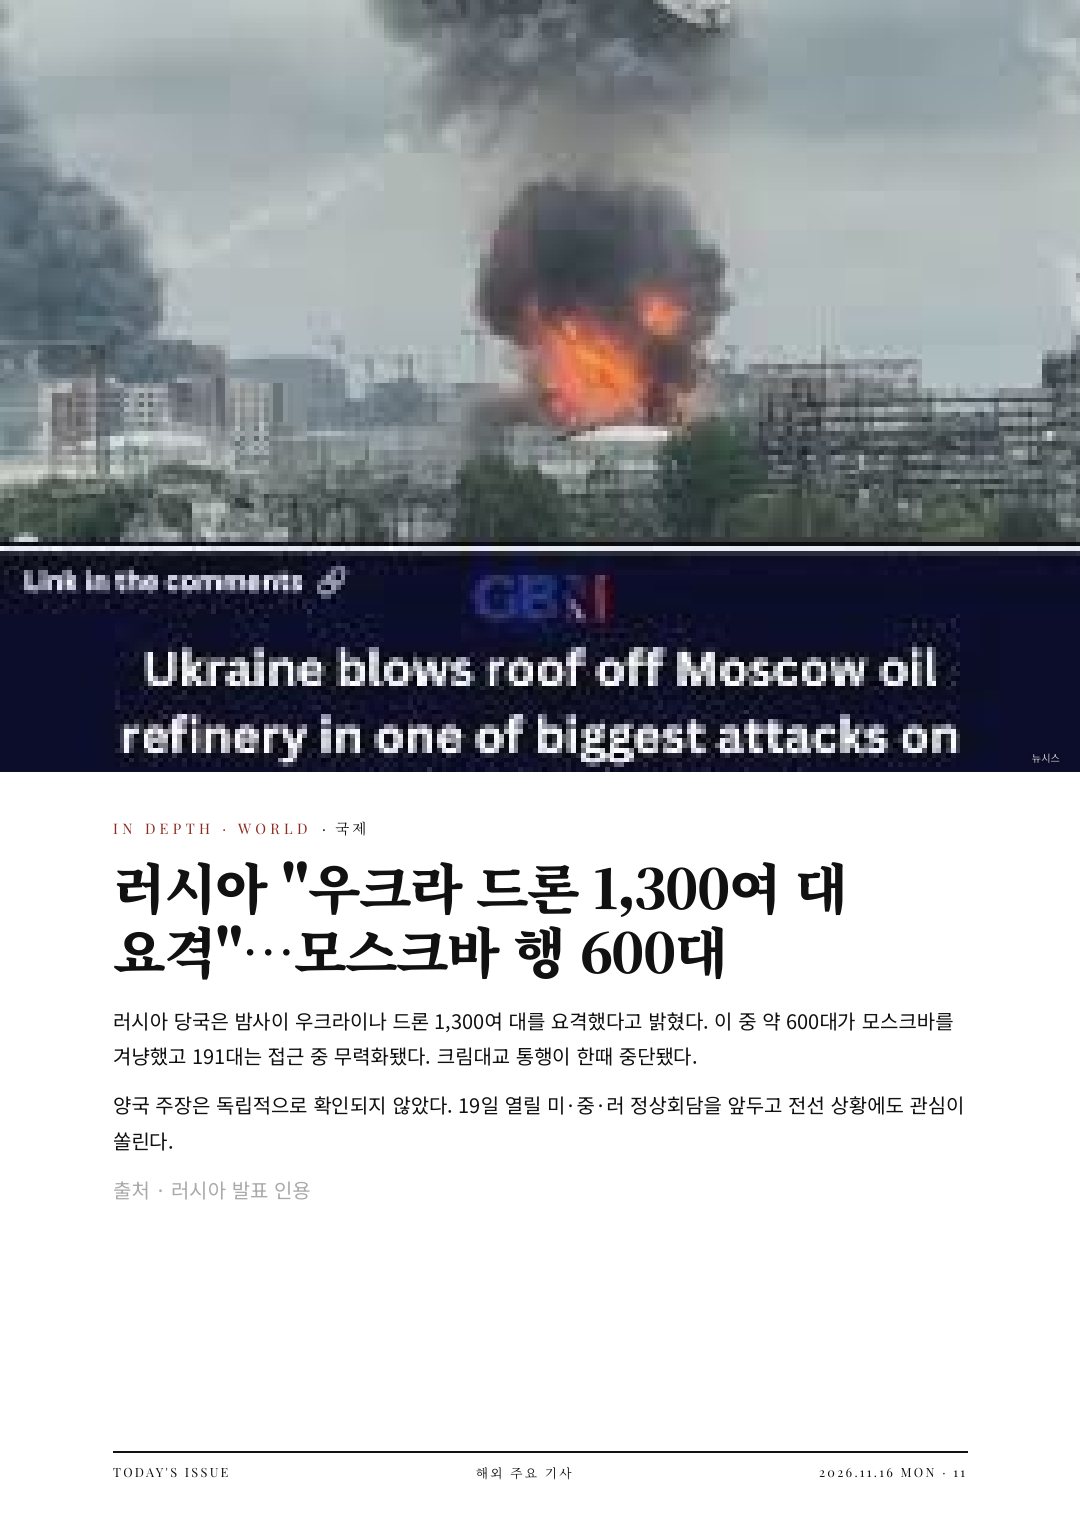 Link in the comments
GBN
Ukraine blows roof off Moscow oil
refinery in one of biggest attacks on
뉴시스
IN DEPTH · WORLD · 국제
러시아 "우크라 드론 1,300여 대
요격"…모스크바 행 600대
러시아 당국은 밤사이 우크라이나 드론 1,300여 대를 요격했다고 밝혔다. 이 중 약 600대가 모스크바를
겨냥했고 191대는 접근 중 무력화됐다. 크림대교 통행이 한때 중단됐다.
양국 주장은 독립적으로 확인되지 않았다. 19일 열릴 미·중·러 정상회담을 앞두고 전선 상황에도 관심이
쏠린다.
출처 · 러시아 발표 인용
TODAY'S ISSUE
해외 주요 기사
2026.11.16 MON · 11